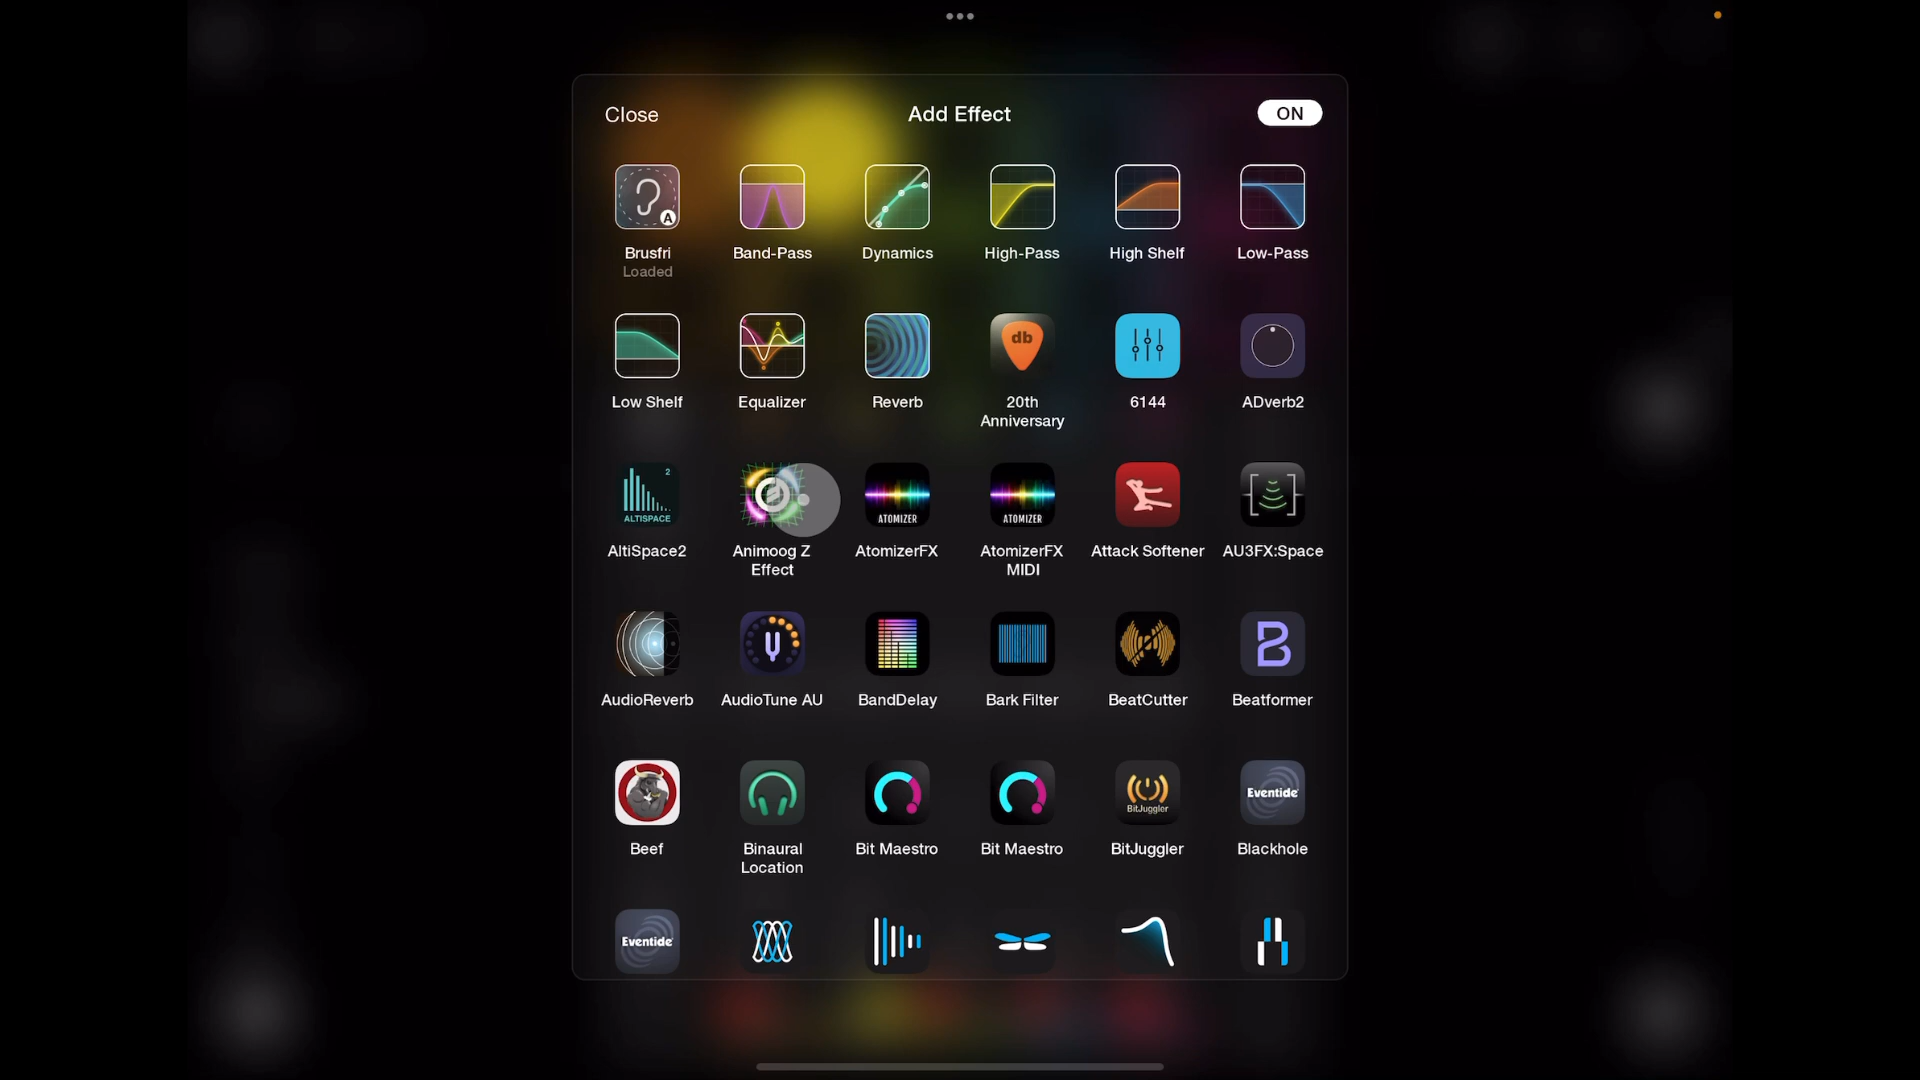 Close
Add Effect
ON
A
Brusfri
Loaded
Band-Pass
Dynamics
High-Pass
High Shelf
Low-Pass
db
Low Shelf
Equalizer
Reverb
20th
Anniversary
6144
ADverb2
2
ALTISPACE
ATOMIZER
ATOMIZER
AltiSpace2
Animoog Z
Effect
AtomizerFX
AtomizerFX
MIDI
Attack Softener
AU3FX:Space
AudioReverb
AudioTune AU
BandDelay
Bark Filter
BeatCutter
Beatformer
BitJuggler
Eventide
Beef
Binaural
Location
Bit Maestro
Bit Maestro
BitJuggler
Blackhole
Eventide